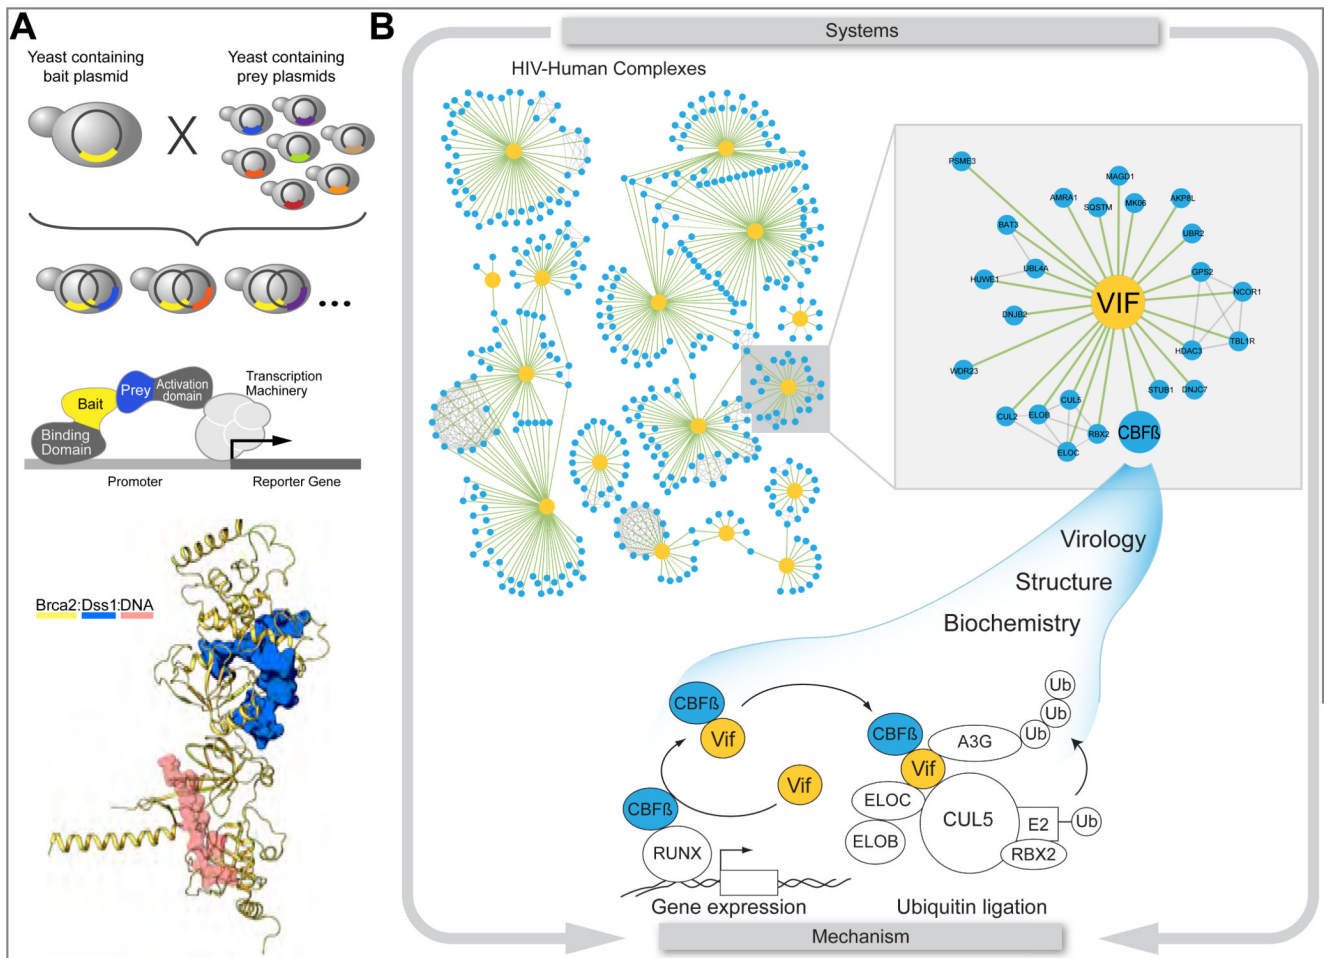 A
Yeast containing
bait plasmid
Yeast containing
prey plasmids
X
...
Bait
Prey
Activation
domain
Binding
Domain
Transcription
Machinery
Promoter
Reporter Gene
Brca2:Dss1:DNA
B
Systems
HIV-Human Complexes
PSME3
MAGD1
AMRA1
SQSTM
MK06
AKP8L
BAT3
UBR2
HUWE1
UBL4A
GPS2
NCOR1
VIF
DNJB2
TBL1R
HDAC3
WDR23
STUB1
DNJC7
CUL5
CUL2
ELOB
RBX2
CBFß
ELOC
Virology
Structure
Biochemistry
CBFß
Vif
Vif
CBFß
RUNX
Gene expression
CBFß
Vif
A3G
Ub
Ub
Ub
ELOC
ELOB
CUL5
E2
Ub
RBX2
Ubiquitin ligation
Mechanism